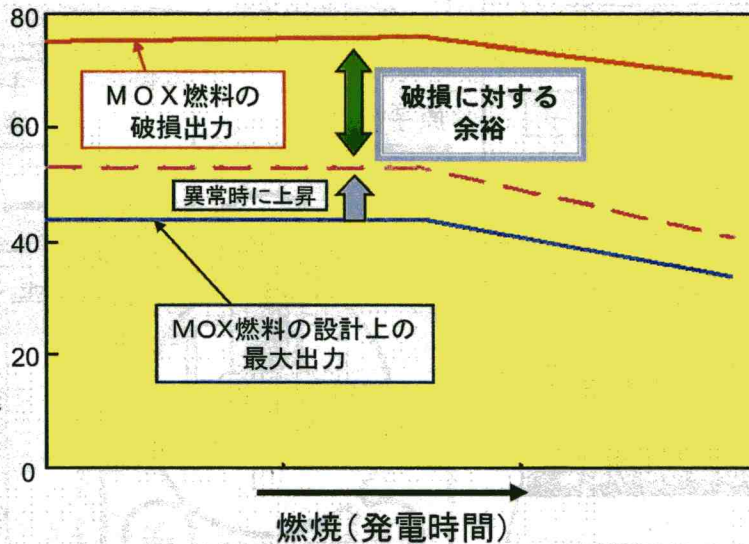 80
60
40
20
0
MOX燃料の
破損出力
破損に対する
余裕
異常時に上昇
MOX燃料の設計上の
最大出力
燃焼(発電時間)